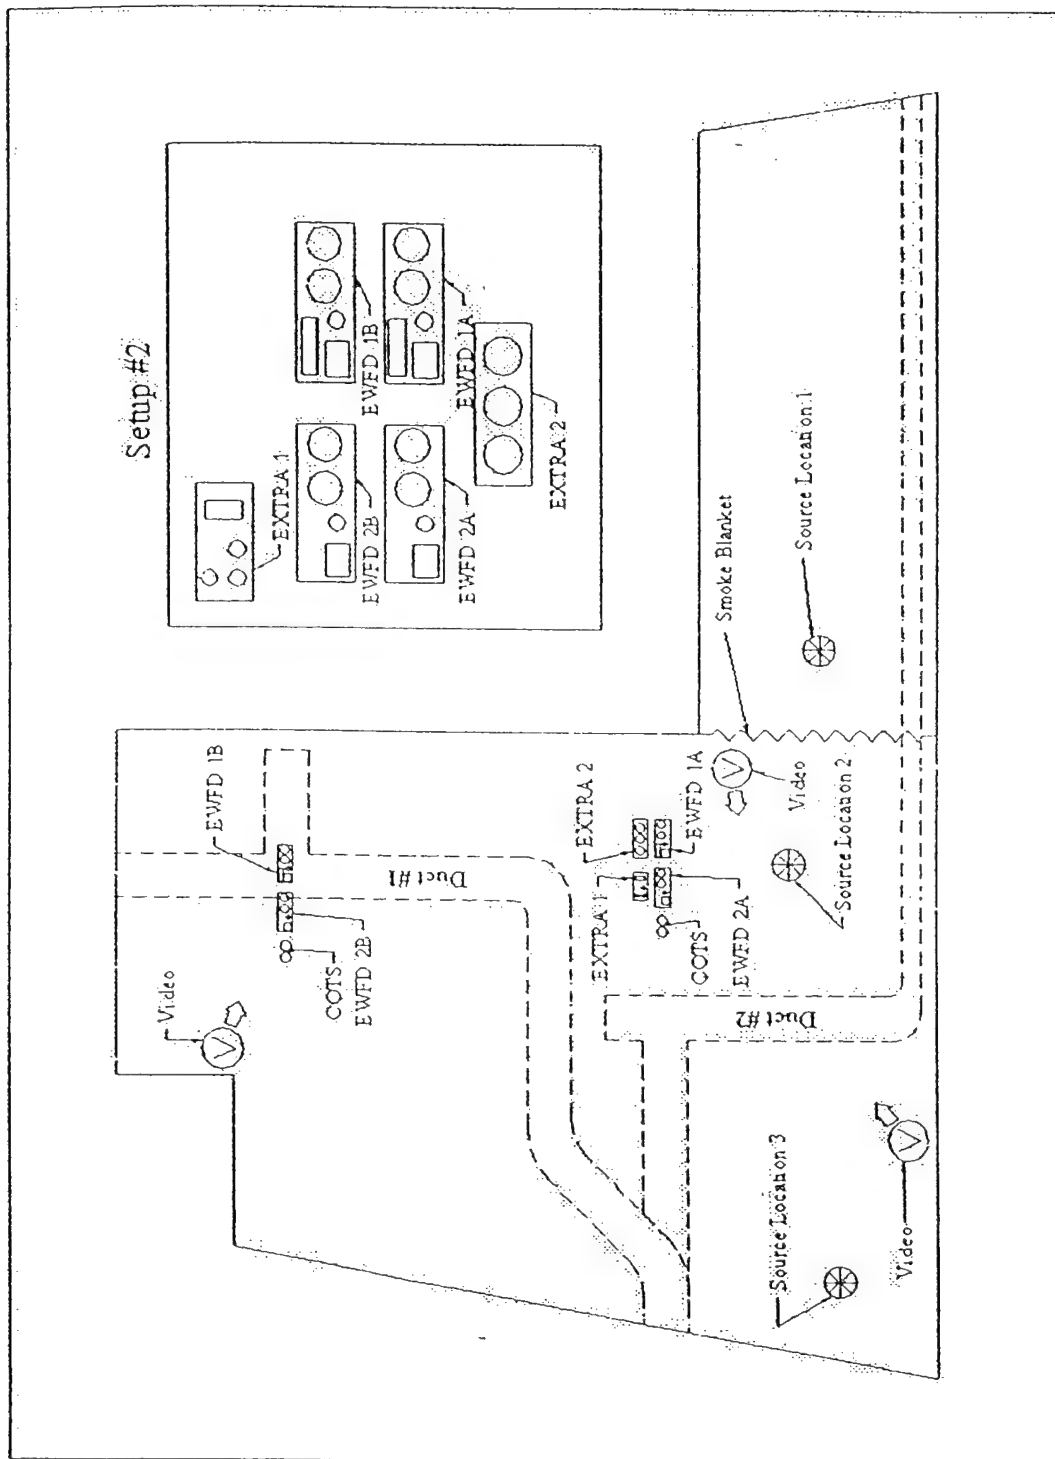 Setup #2
EXTRA 1
EWFD 2B
EWFD 1B
EWFD 2A
EWFD 1A
EXTRA 2
Video
COTS
EWFD 2B
EWFD 1B
Duct #1
EXTRA 1
EXTRA 2
COTS
EWFD 2A
EWFD 1A
Duct #2
Video
Smoke Blanket
Source Location 1
Source Location 2
Source Location 3
Video
V
V
V